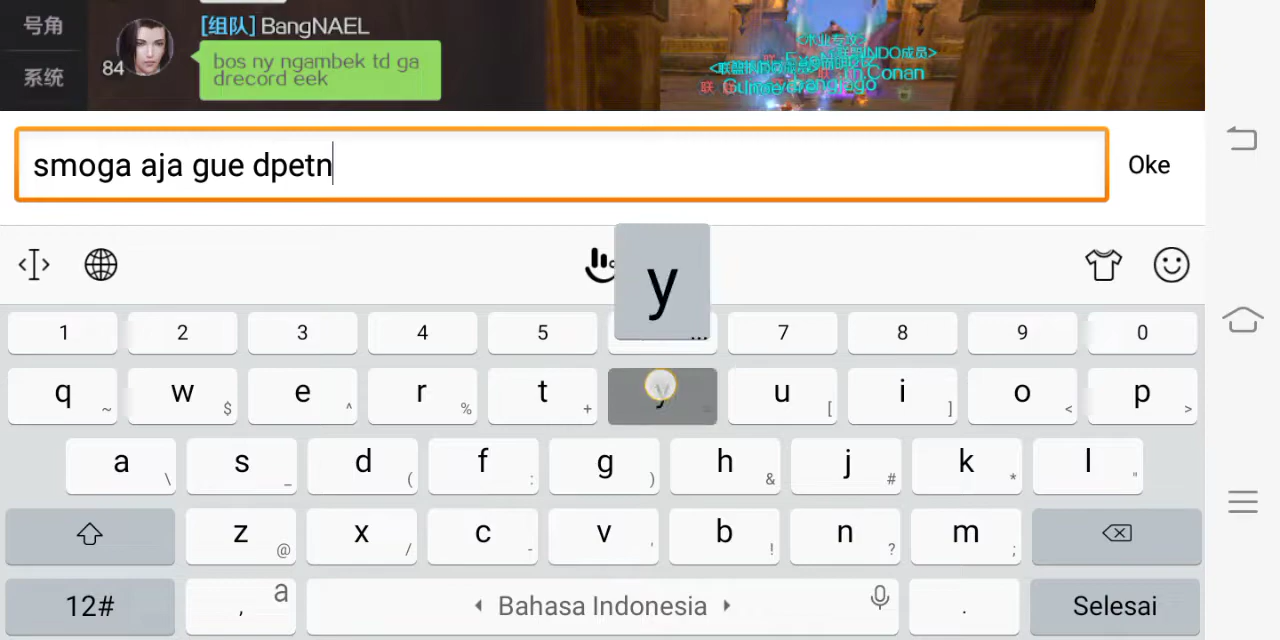 号角
系统
84
[组队] BangNAEL
bos ny ngambek td ga
drecord eek
smoga aja gue dpetn
Oke
y
1 2 3 4 5 7 8 9 0
q ~ w $ e ^ r % t + y u [ i ] o < p >
a \ s _ d ( f : g ) h & j # k * l "
z @ x / c - v ' b ! n ? m ;
12# , a Bahasa Indonesia . Selesai